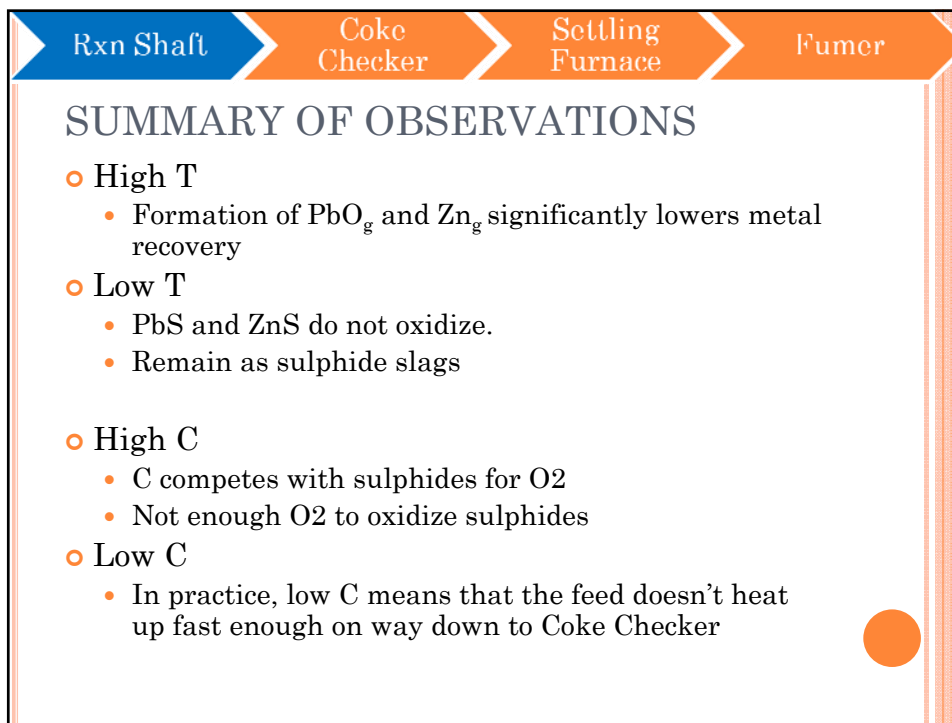 Rxn Shaft
Coke
Checker
Settling
Furnace
Fumer
SUMMARY OF OBSERVATIONS
High T
• Formation of PbOg and Zng significantly lowers metal
recovery
Low T
• PbS and ZnS do not oxidize.
• Remain as sulphide slags
High C
• C competes with sulphides for O2
• Not enough O2 to oxidize sulphides
Low C
• In practice, low C means that the feed doesn't heat
up fast enough on way down to Coke Checker